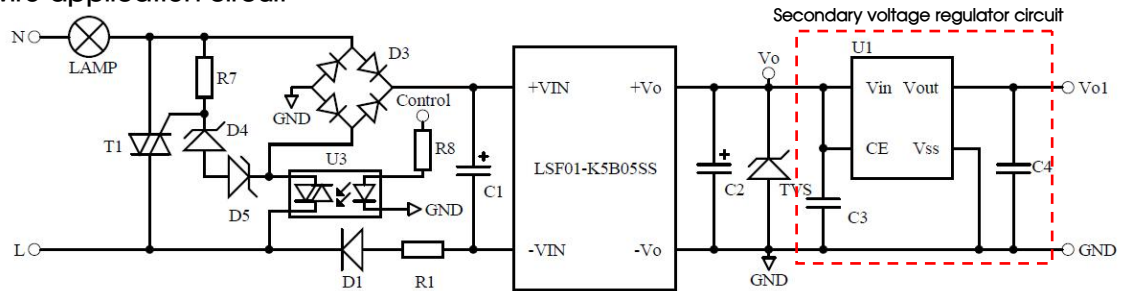 Secondary voltage regulator circuit
N
LAMP
R7
D3
GND
Control
T1
D4
D5
U3
R8
GND
C1
L
D1
R1
+VIN
+Vo
LSF01-K5B05SS
-VIN
-Vo
Vo
C2
TVS
GND
U1
Vin
Vout
CE
Vss
C3
C4
Vo1
GND